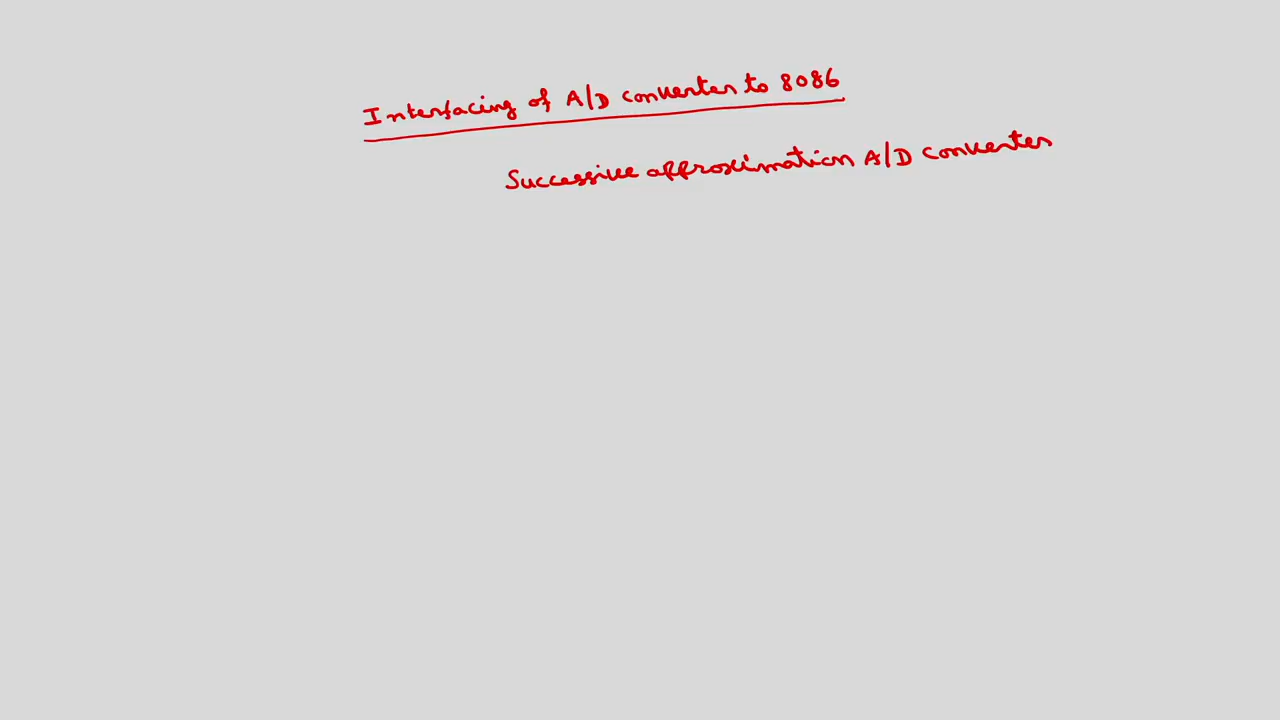 Interfacing of A/D converter to 8086
Successive approximation A/D converter